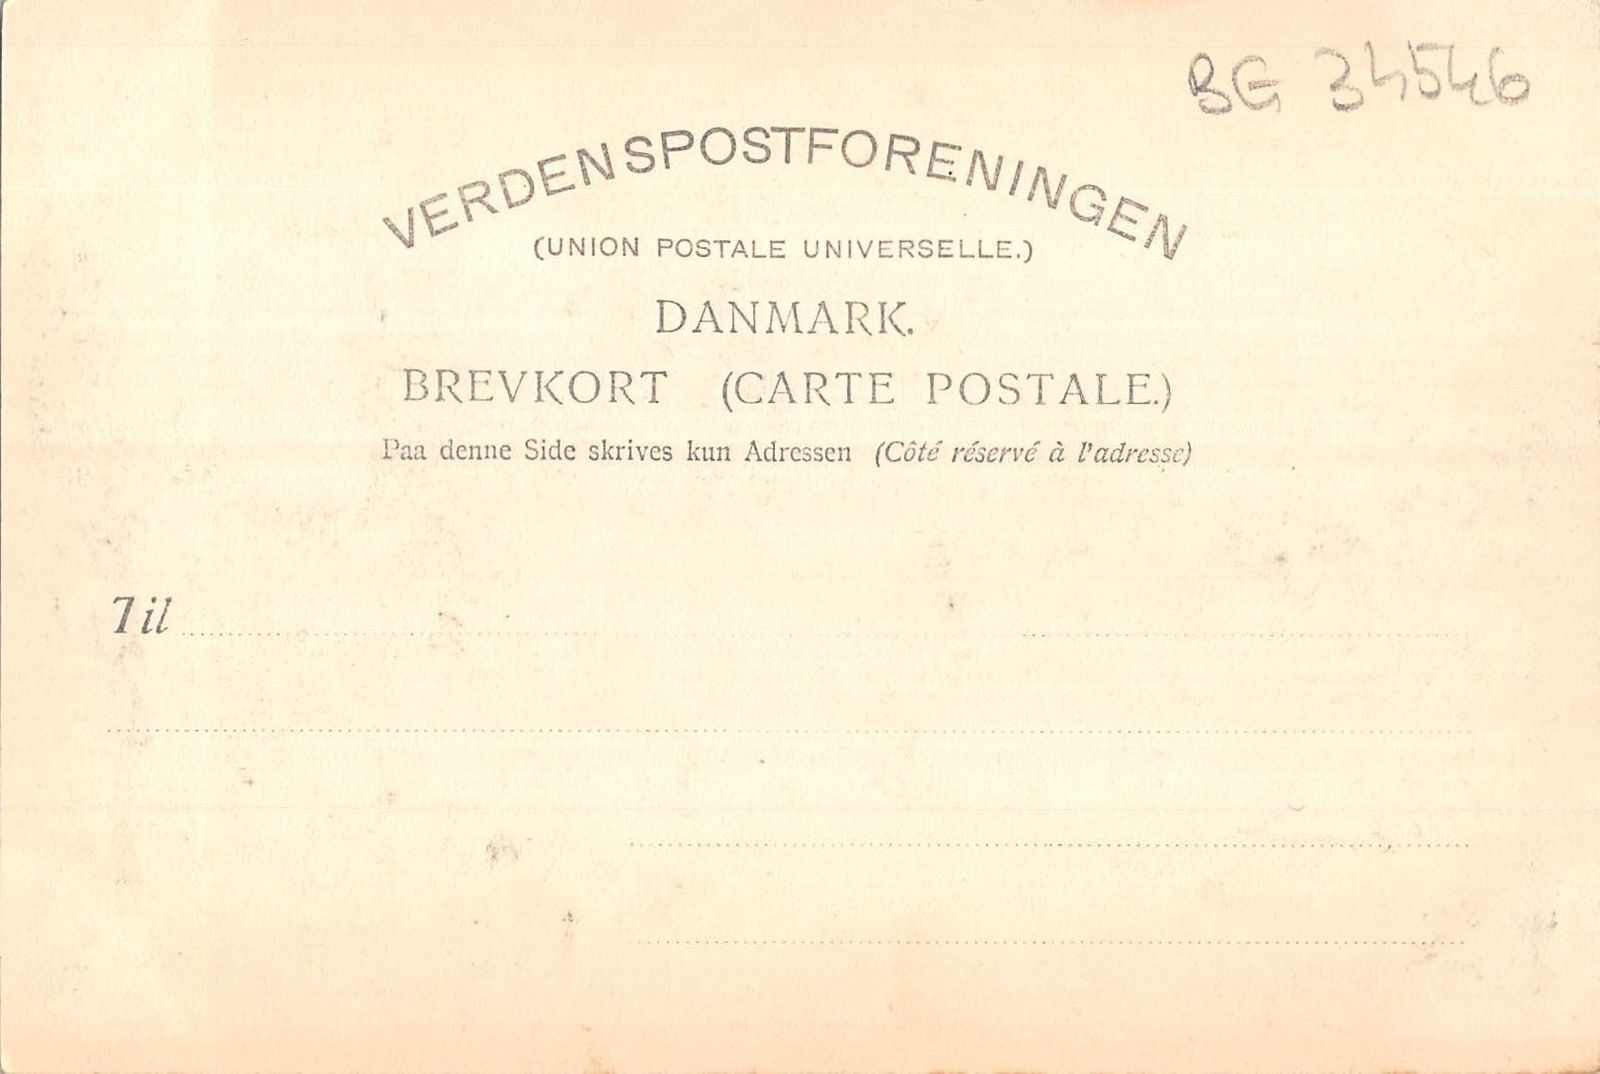 BG 34546
VERDENSPOSTFORENINGEN
(UNION POSTALE UNIVERSELLE.)
DANMARK.
BREVKORT (CARTE POSTALE.)
Paa denne Side skrives kun Adressen (Côté réservé à l'adresse)
Til